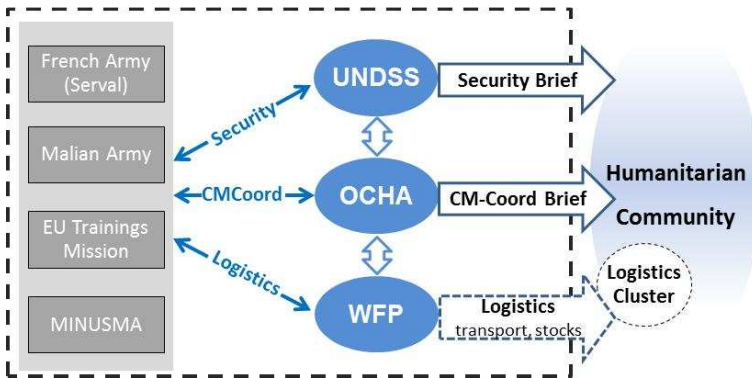 French Army
(Serval)
Malian Army
EU Trainings
Mission
MINUSMA
Security
CMCoord
Logistics
UNDSS
OCHA
WFP
Security Brief
CM-Coord Brief
Logistics
transport, stocks
Humanitarian
Community
Logistics
Cluster